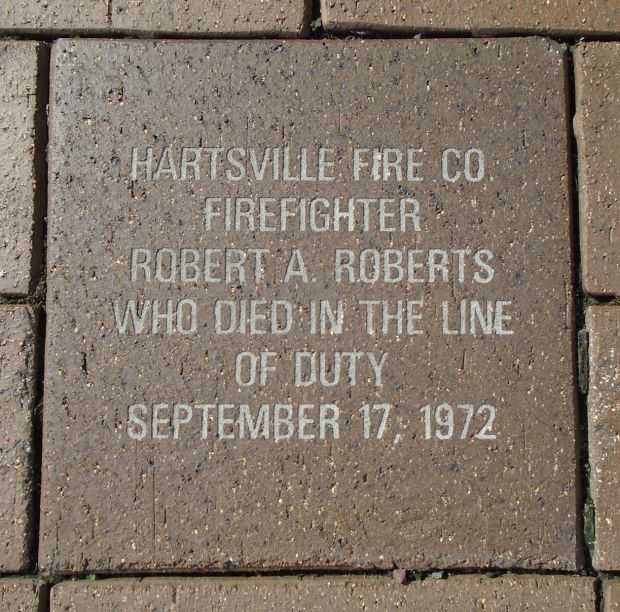 HARTSVILLE FIRE CO.
FIREFIGHTER
ROBERT A. ROBERTS
WHO DIED IN THE LINE
OF DUTY
SEPTEMBER 17, 1972